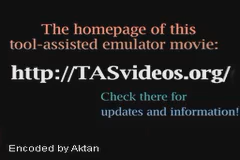 The homepage of this
tool-assisted emulator movie:
http://TASvideos.org/
Check there for
updates and information!
Encoded by Aktan